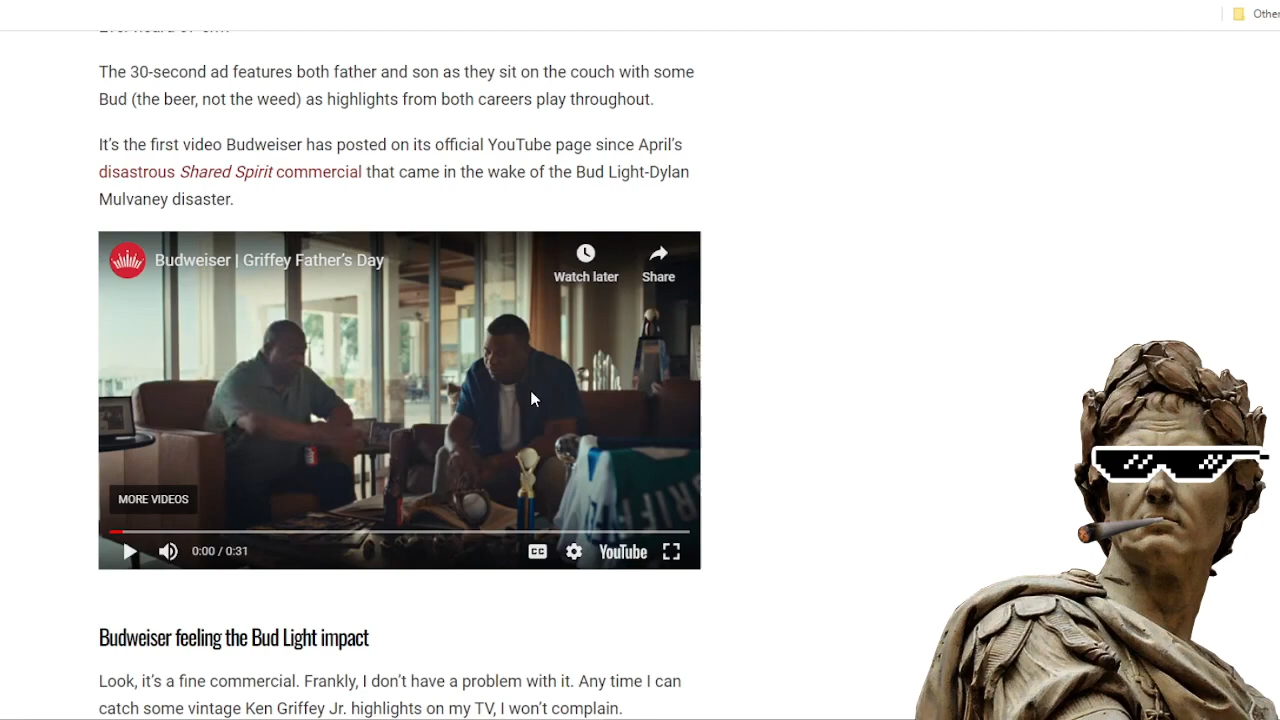 Other
The 30-second ad features both father and son as they sit on the couch with some
Bud (the beer, not the weed) as highlights from both careers play throughout.
It’s the first video Budweiser has posted on its official YouTube page since April’s
disastrous Shared Spirit commercial that came in the wake of the Bud Light-Dylan
Mulvaney disaster.
Budweiser | Griffey Father’s Day
Watch later
Share
MORE VIDEOS
0:00 / 0:31
CC
YouTube
Budweiser feeling the Bud Light impact
Look, it’s a fine commercial. Frankly, I don’t have a problem with it. Any time I can
catch some vintage Ken Griffey Jr. highlights on my TV, I won’t complain.